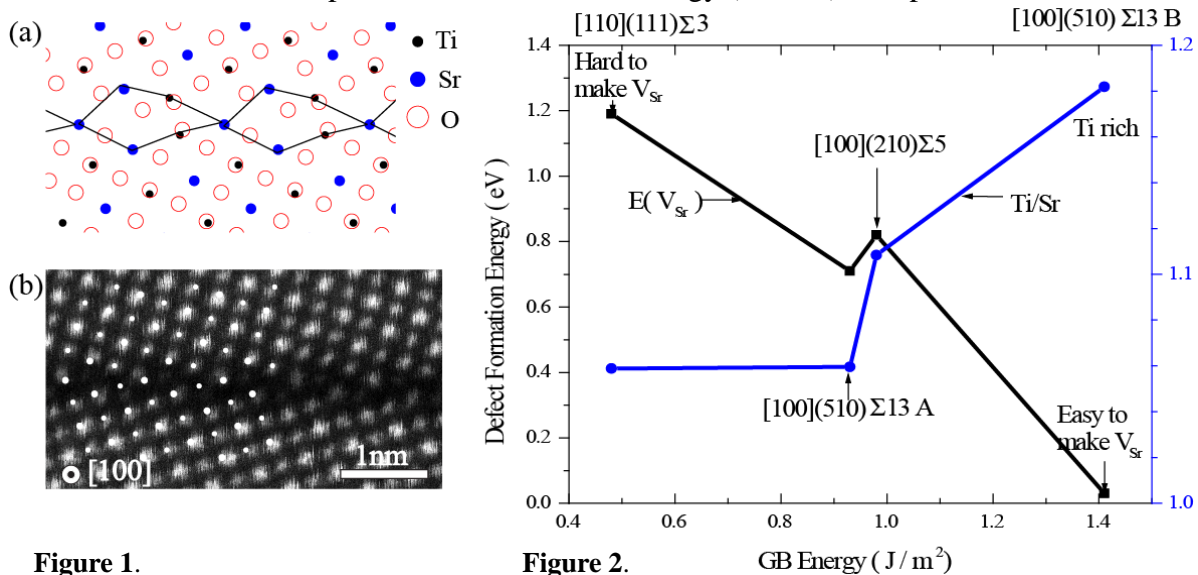 (a)
Ti
Sr
O
(b)
[100]
1nm
Figure 1.
[110](111)Σ3
[100](510) Σ13 B
Hard to
make V_Sr
[100](210)Σ5
Ti rich
E( V_Sr )
Ti/Sr
[100](510) Σ13 A
Easy to
make V_Sr
Defect Formation Energy ( eV )
1.4
1.2
1.0
0.8
0.6
0.4
0.2
0.0
1.2
1.1
1.0
0.4 0.6 0.8 1.0 1.2 1.4
GB Energy ( J / m²)
Figure 2.